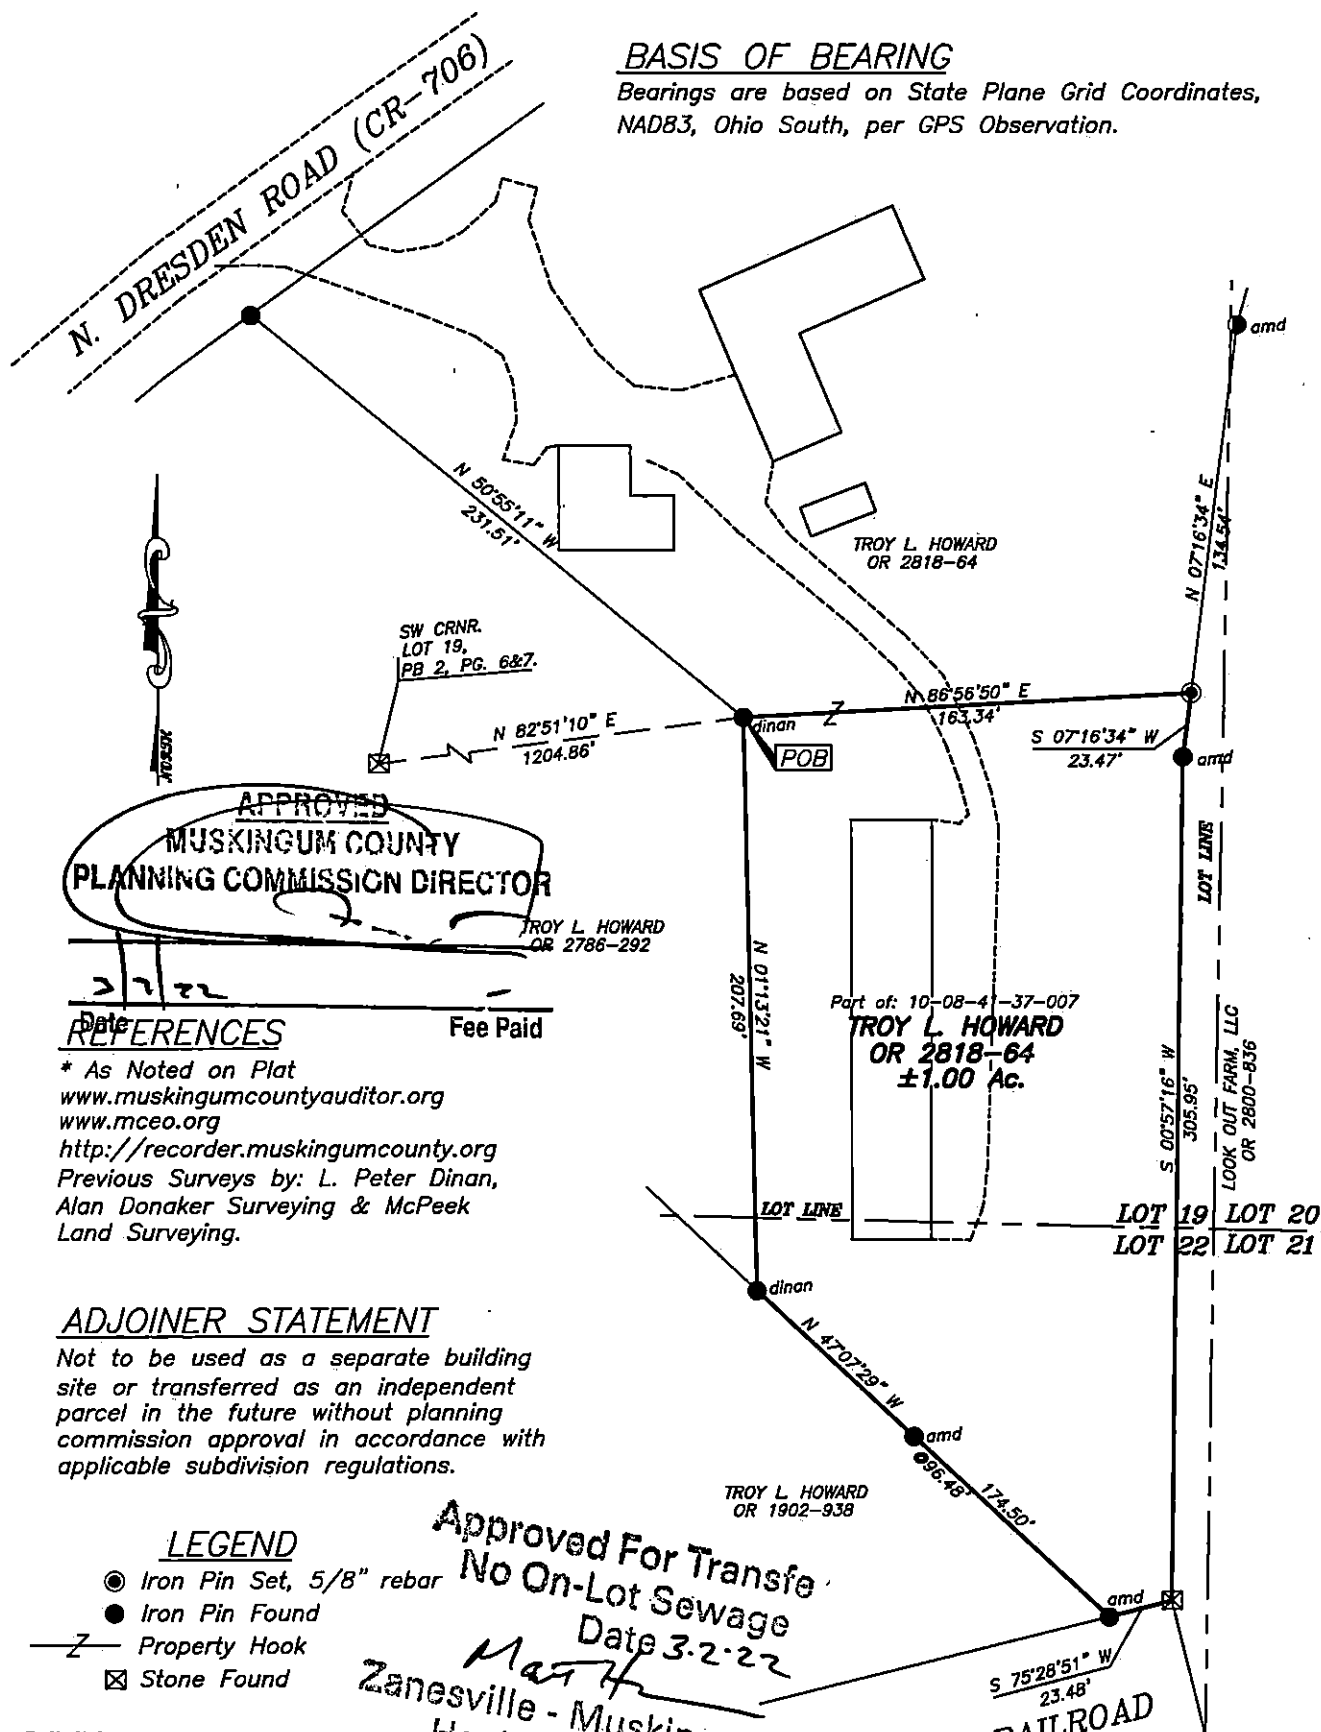 BASIS OF BEARING
Bearings are based on State Plane Grid Coordinates,
NAD83, Ohio South, per GPS Observation.
N. DRESDEN ROAD (CR-706)
amd
N 50°55'11" W
231.51'
N 07°16'34" E
134.54'
TROY L. HOWARD
OR 2818-64
SW CRNR.
LOT 19,
PB 2, PG. 6&7.
N 82°51'10" E
1204.86'
dinan
POB
N 86°56'50" E
163.34'
S 07°16'34" W
23.47'
amd
LOT LINE
APPROVED
MUSKINGUM COUNTY
PLANNING COMMISSION DIRECTOR
TROY L. HOWARD
OR 2786-292
Date
Fee Paid
N 01°13'21" W
207.69'
Part of: 10-08-41-37-007
TROY L. HOWARD
OR 2818-64
±1.00 Ac.
S 00°57'16" W
305.95'
LOOK OUT FARM, LLC
OR 2800-836
REFERENCES
* As Noted on Plat
www.muskingumcountyauditor.org
www.mceo.org
http://recorder.muskingumcounty.org
Previous Surveys by: L. Peter Dinan,
Alan Donaker Surveying & McPeek
Land Surveying.
LOT LINE
LOT 19 LOT 20
LOT 22 LOT 21
dinan
N 47°07'29" W
amd
@96.48'
174.50'
ADJOINER STATEMENT
Not to be used as a separate building
site or transferred as an independent
parcel in the future without planning
commission approval in accordance with
applicable subdivision regulations.
TROY L. HOWARD
OR 1902-938
LEGEND
Iron Pin Set, 5/8" rebar
Iron Pin Found
Property Hook
Stone Found
Approved For Transfe
No On-Lot Sewage
Date 3-2-22
Zanesville - Muskin
amd
S 75°28'51" W
23.48'
RAILROAD